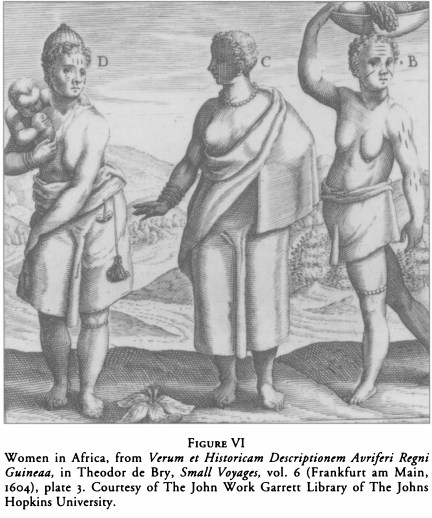 D
C
B
FIGURE VI
Women in Africa, from Verum et Historicam Descriptionem Avriferi Regni
Guineaa, in Theodor de Bry, Small Voyages, vol. 6 (Frankfurt am Main,
1604), plate 3. Courtesy of The John Work Garrett Library of The Johns
Hopkins University.